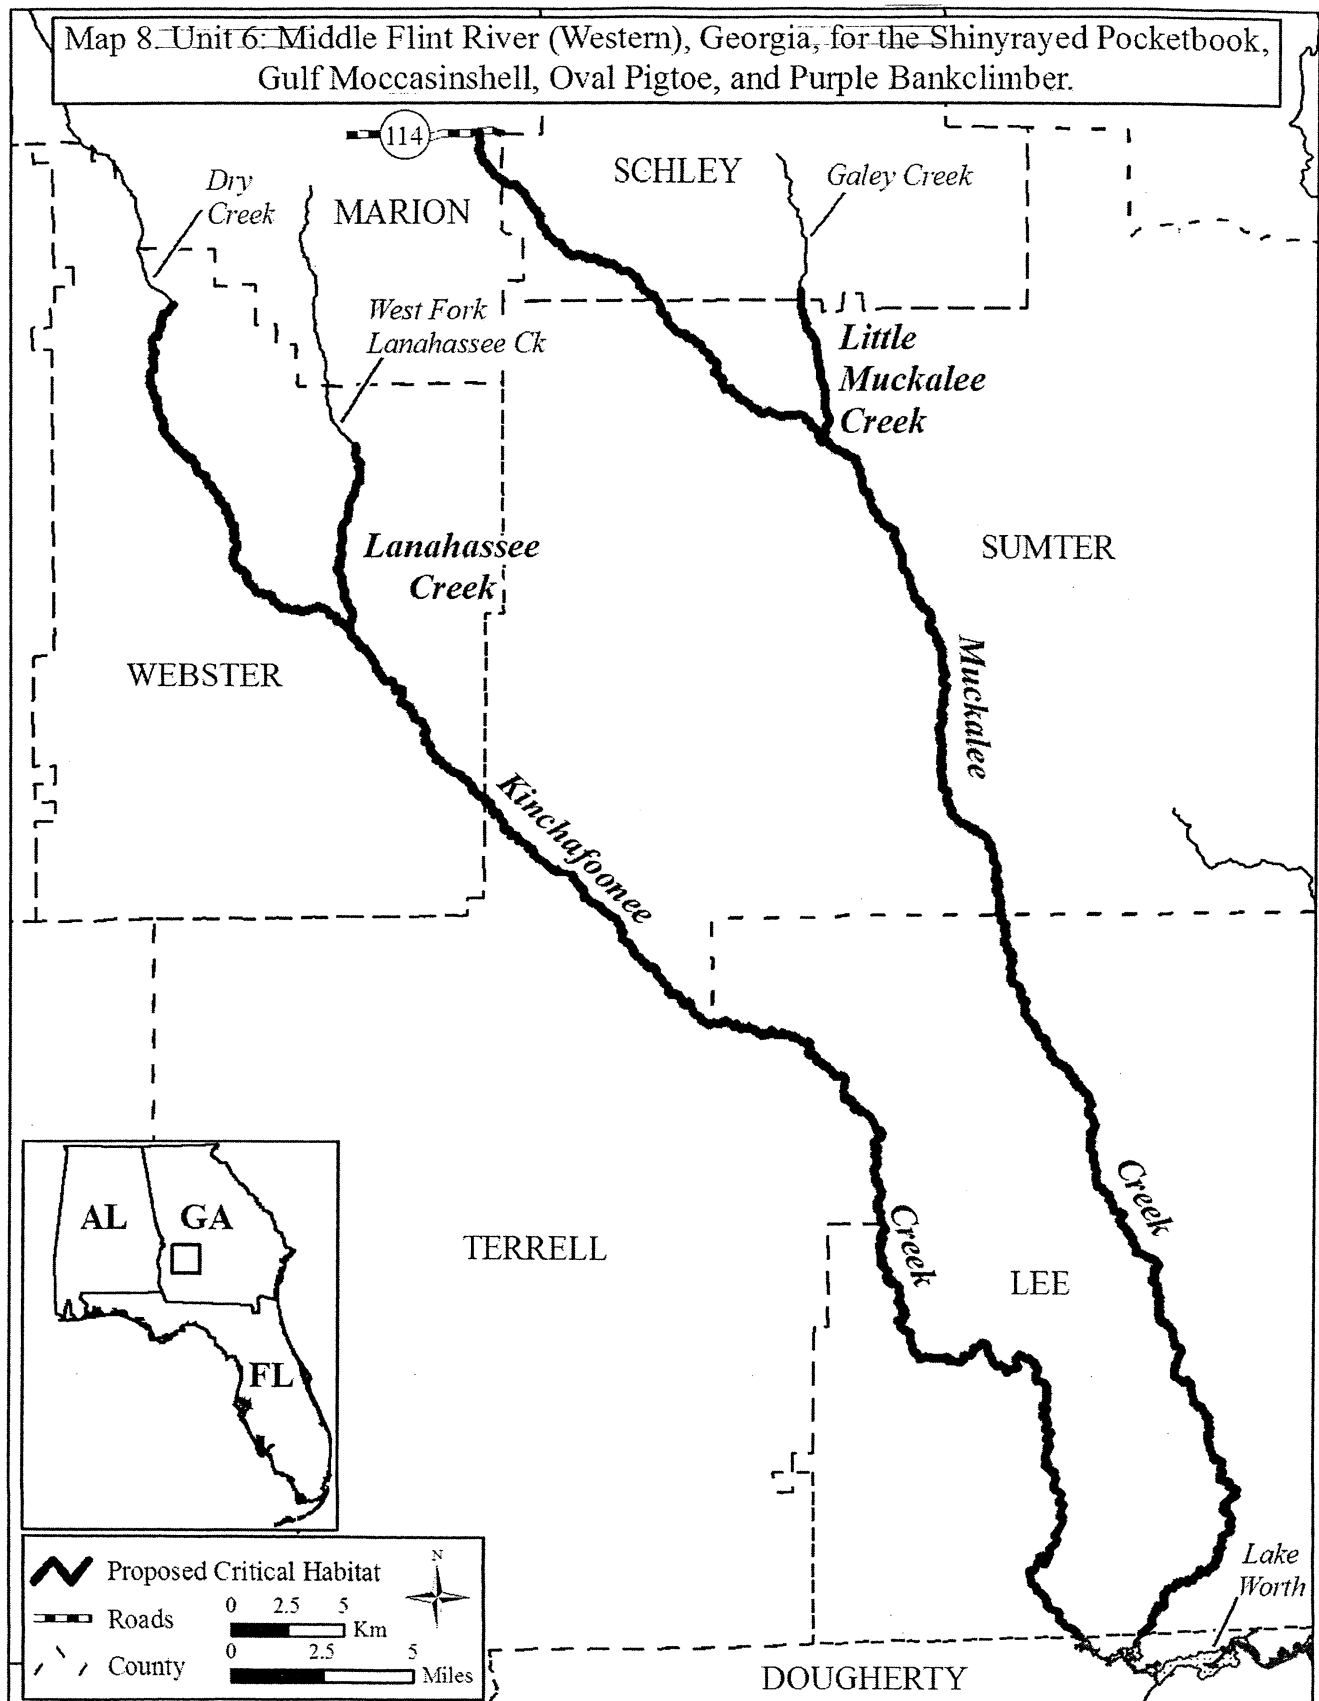 Map 8. Unit 6: Middle Flint River (Western), Georgia, for the Shinyrayed Pocketbook,
Gulf Moccasinshell, Oval Pigtoe, and Purple Bankclimber.
114
SCHLEY
Galey Creek
Dry
Creek
MARION
West Fork
Lanahassee Ck
Little
Muckalee
Creek
Lanahassee
Creek
SUMTER
WEBSTER
Muckalee
Kinchafoonee
Creek
Creek
TERRELL
LEE
AL
GA
FL
Lake
Worth
DOUGHERTY
Proposed Critical Habitat
N
Roads
0 2.5 5
Km
County
0 2.5 5
Miles